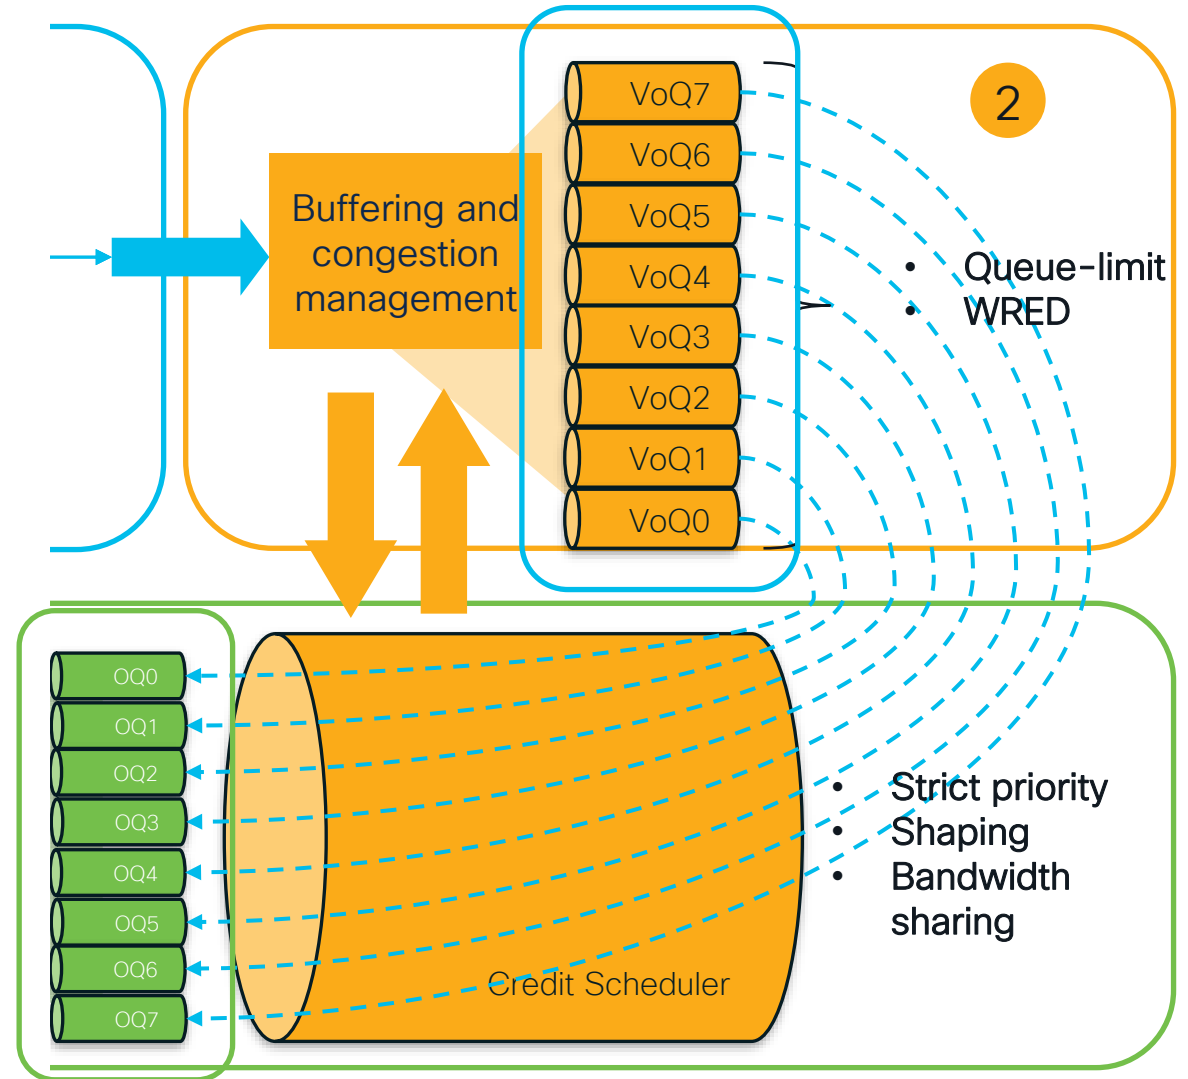 2
Buffering and
congestion
management
VoQ7
VoQ6
VoQ5
VoQ4
VoQ3
VoQ2
VoQ1
VoQ0
• Queue-limit
• WRED
OQ0
OQ1
OQ2
OQ3
OQ4
OQ5
OQ6
OQ7
Credit Scheduler
• Strict priority
• Shaping
• Bandwidth
sharing